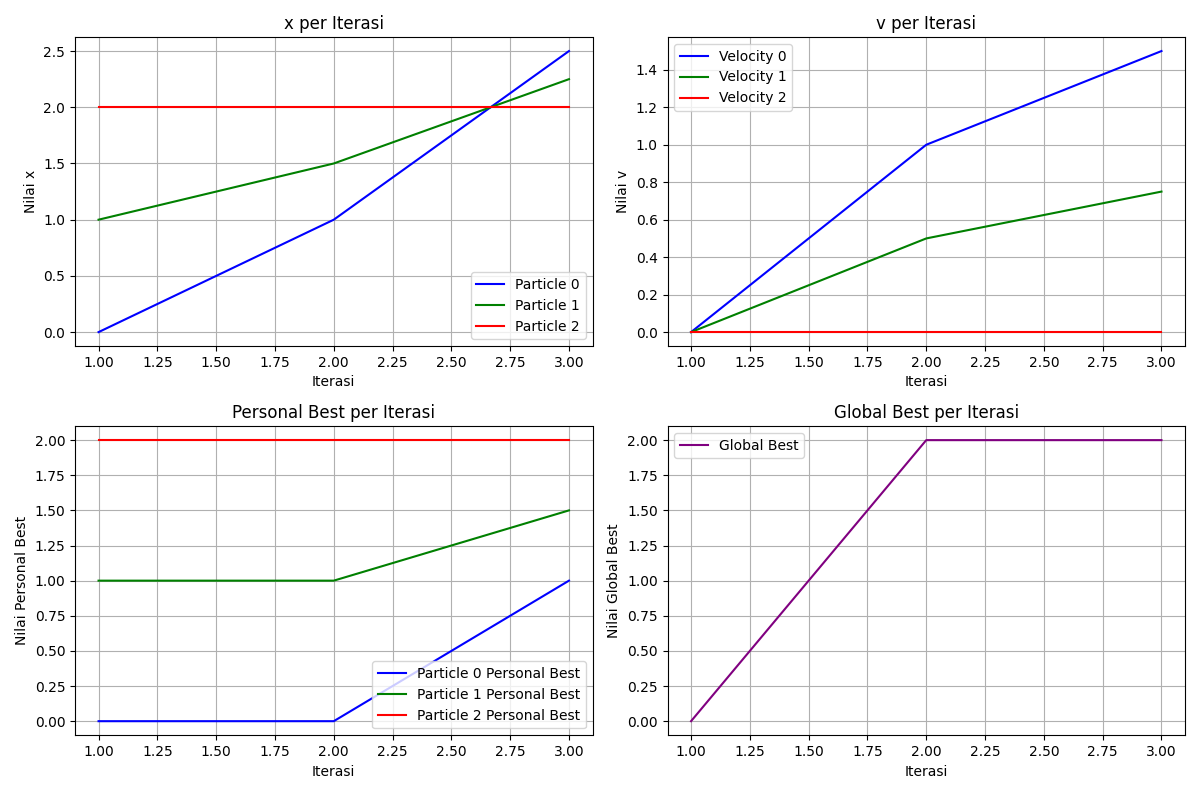 x per Iterasi
Nilai x
2.5
2.0
1.5
1.0
0.5
0.0
Particle 0
Particle 1
Particle 2
1.00 1.25 1.50 1.75 2.00 2.25 2.50 2.75 3.00
Iterasi
v per Iterasi
Nilai v
Velocity 0
Velocity 1
Velocity 2
1.4
1.2
1.0
0.8
0.6
0.4
0.2
0.0
1.00 1.25 1.50 1.75 2.00 2.25 2.50 2.75 3.00
Iterasi
Personal Best per Iterasi
Nilai Personal Best
2.00
1.75
1.50
1.25
1.00
0.75
0.50
0.25
0.00
Particle 0 Personal Best
Particle 1 Personal Best
Particle 2 Personal Best
1.00 1.25 1.50 1.75 2.00 2.25 2.50 2.75 3.00
Iterasi
Global Best per Iterasi
Nilai Global Best
Global Best
2.00
1.75
1.50
1.25
1.00
0.75
0.50
0.25
0.00
1.00 1.25 1.50 1.75 2.00 2.25 2.50 2.75 3.00
Iterasi